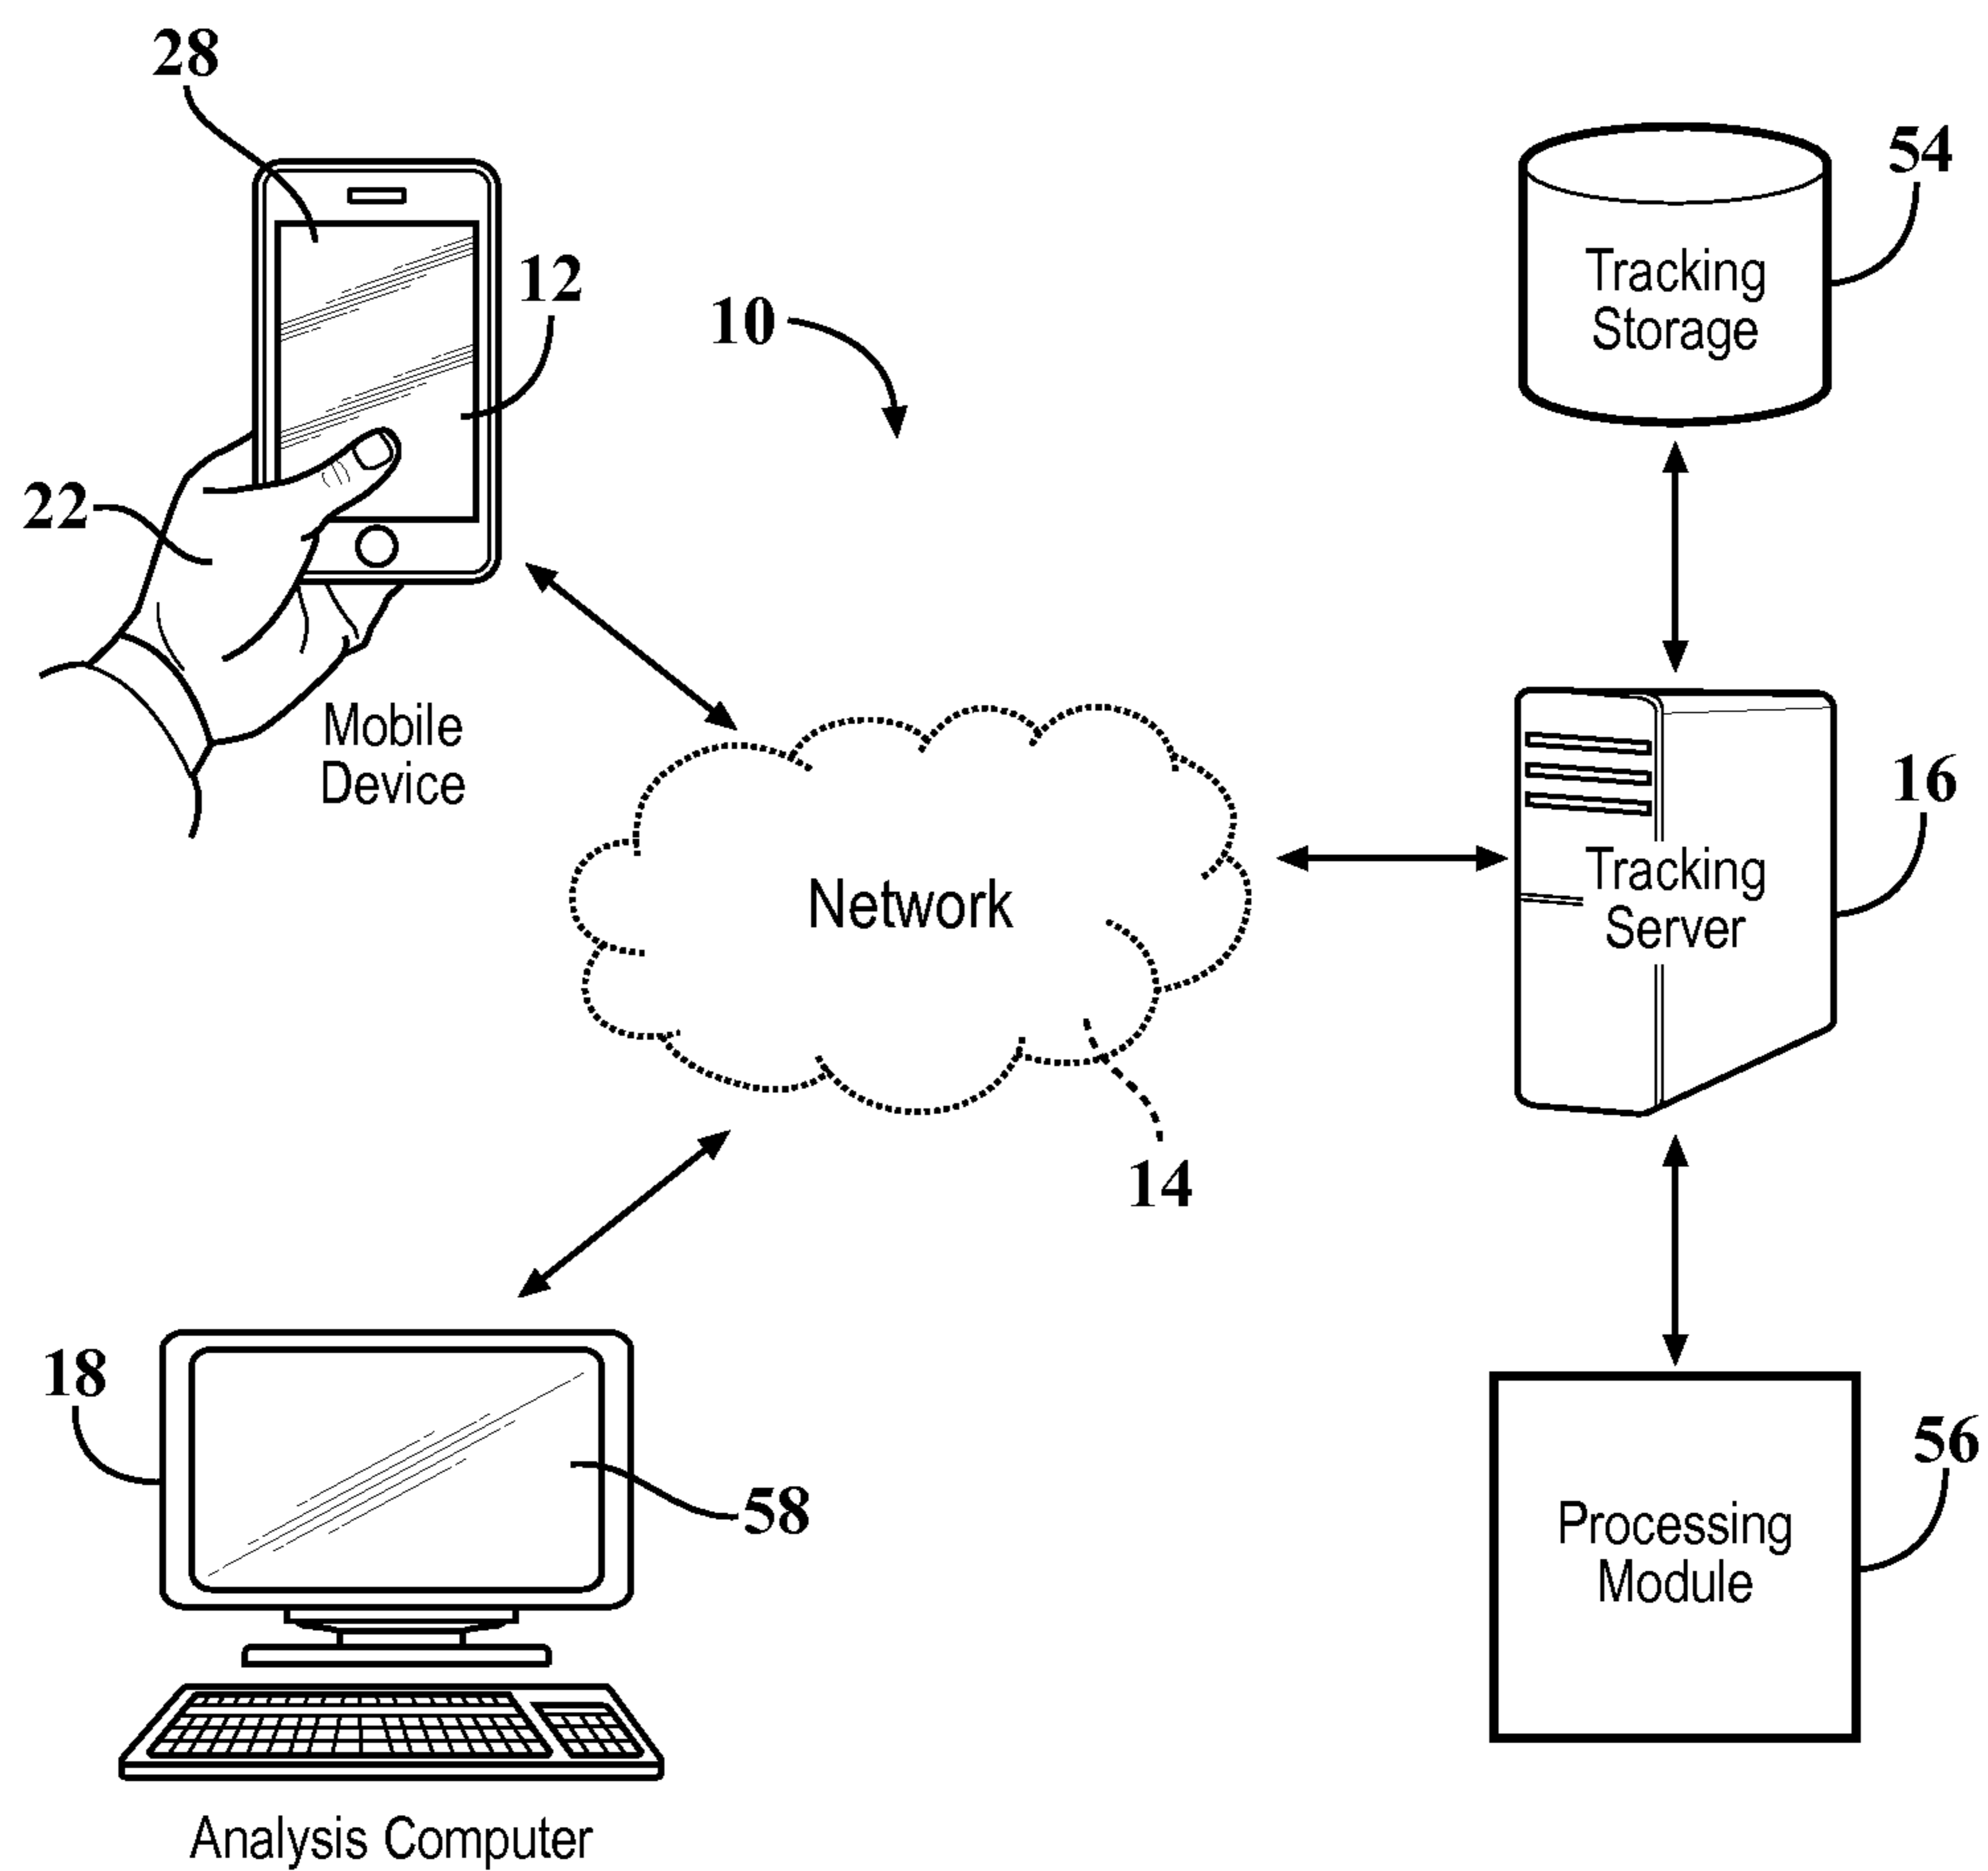 28
54
12
10
Tracking
Storage
22
Mobile
Device
16
Tracking
Server
Network
14
18
58
56
Processing
Module
Analysis Computer